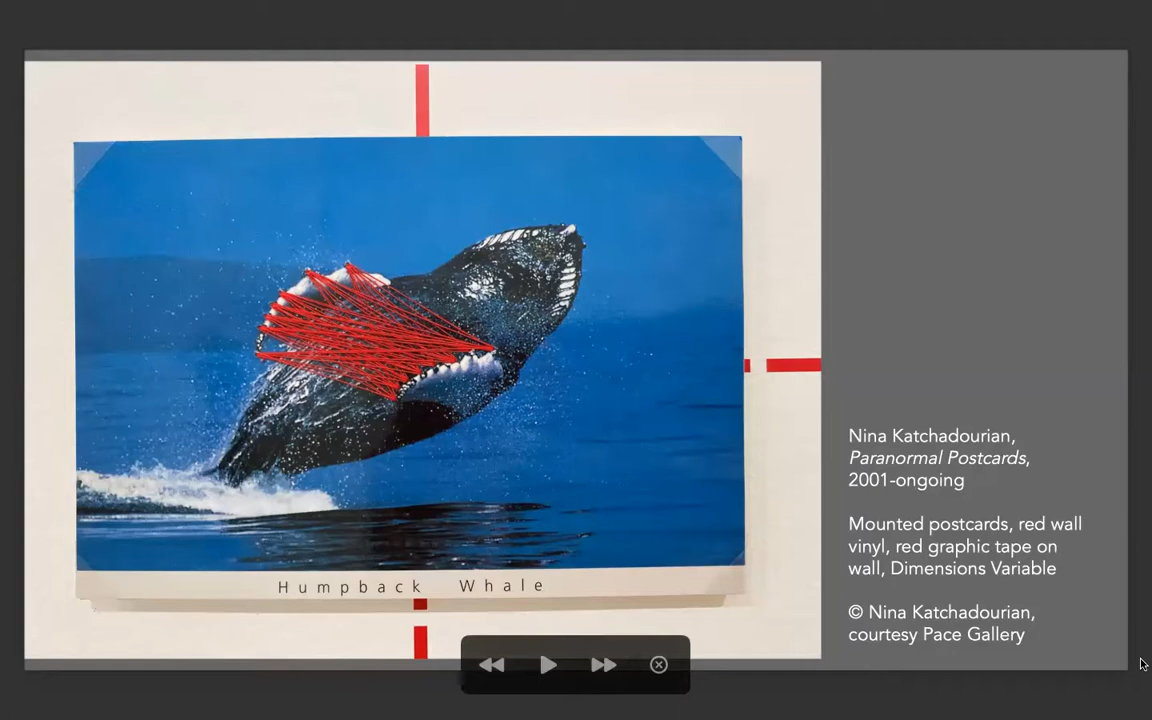 Humpback Whale
Nina Katchadourian,
Paranormal Postcards,
2001-ongoing
Mounted postcards, red wall
vinyl, red graphic tape on
wall, Dimensions Variable
© Nina Katchadourian,
courtesy Pace Gallery